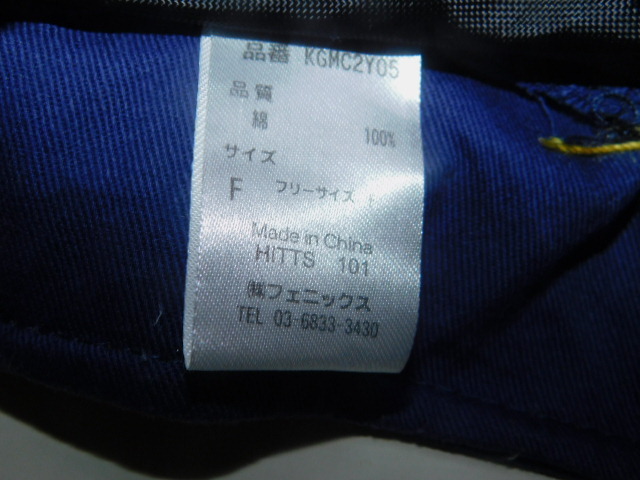 品番 KGMC2Y05
品質
綿 100%
サイズ
F フリーサイズ
Made in China
HITTS 101
㈱フェニックス
TEL 03-6833-3430